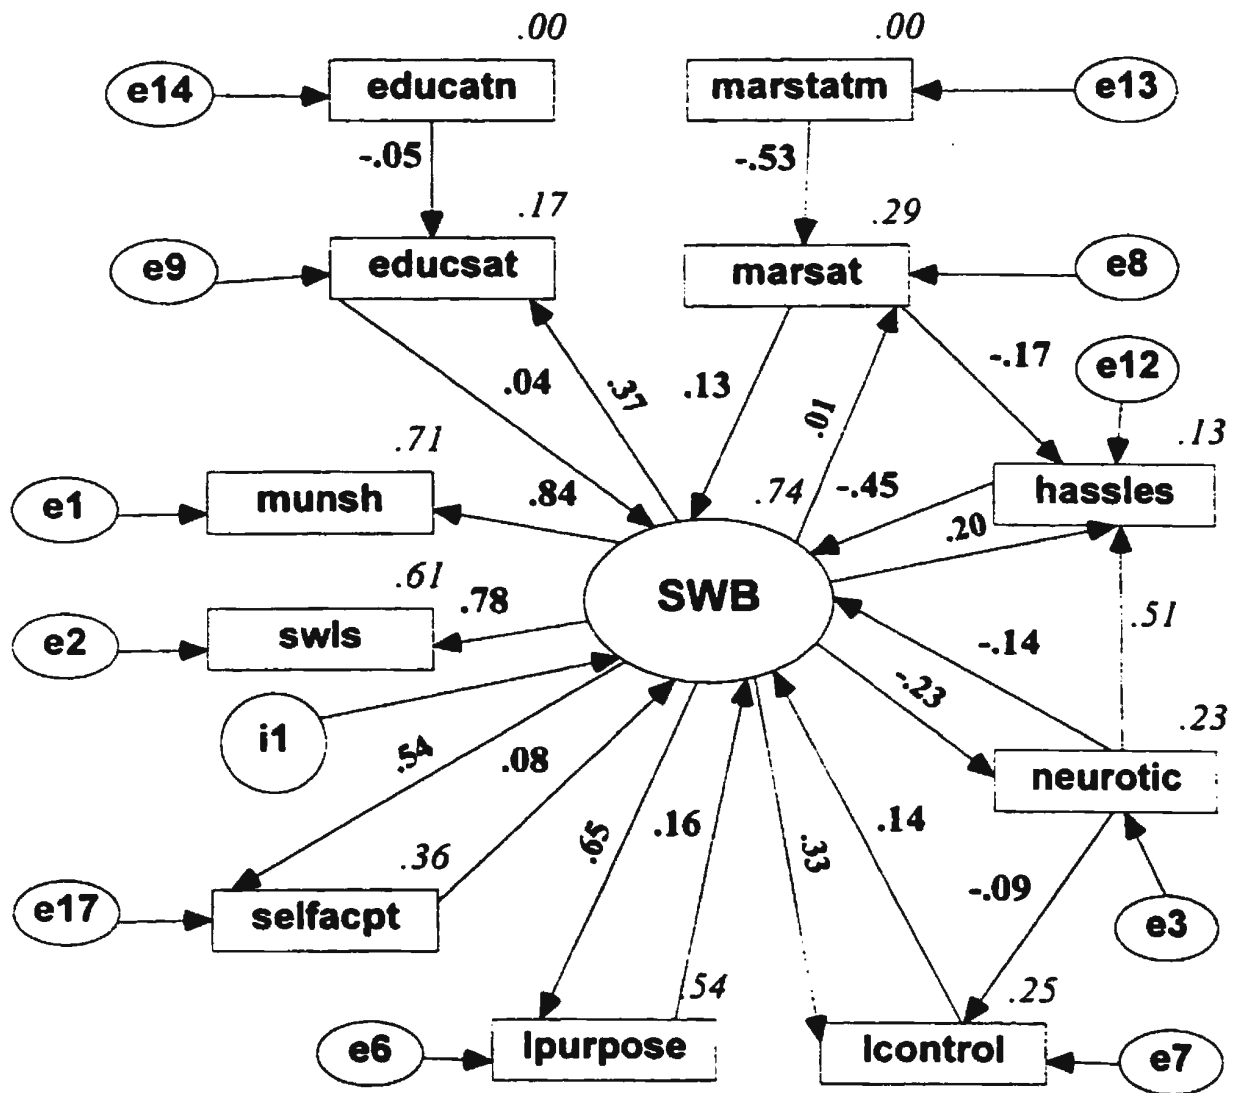 .00
.00
e14
educatn
marstatm
e13
-.05
-.53
.17
.29
e9
educsat
marsat
e8
-.17
e12
.04
.37
.13
.01
.13
.71
e1
munsh
.84
.74
-.45
hassles
.20
.61
SWB
e2
swls
.78
.51
-.14
-.23
.23
i1
.54
.08
neurotic
.65
.16
.33
.14
.36
-.09
e17
selfacpt
e3
.54
.25
e6
lpurpose
lcontrol
e7